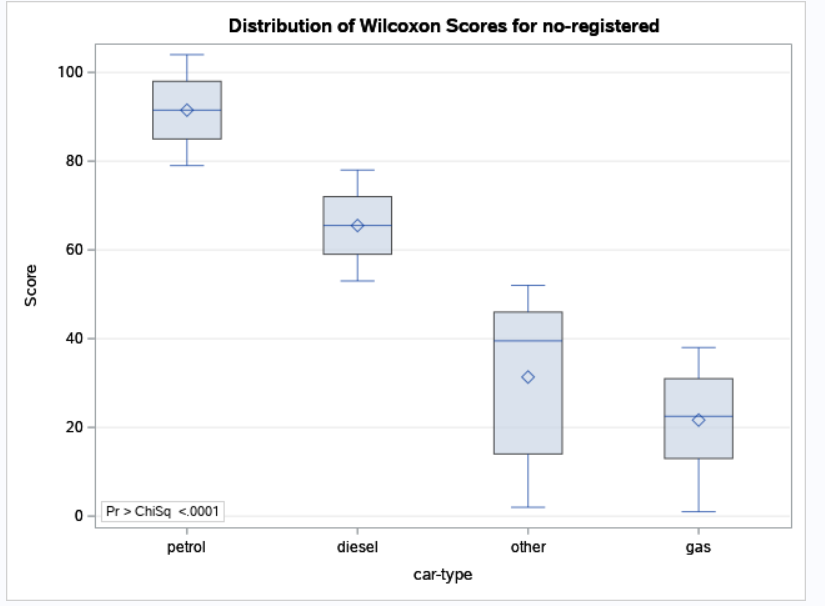 Distribution of Wilcoxon Scores for no-registered
100
80
60
40
20
0
Score
Pr > ChiSq <.0001
petrol diesel other gas
car-type